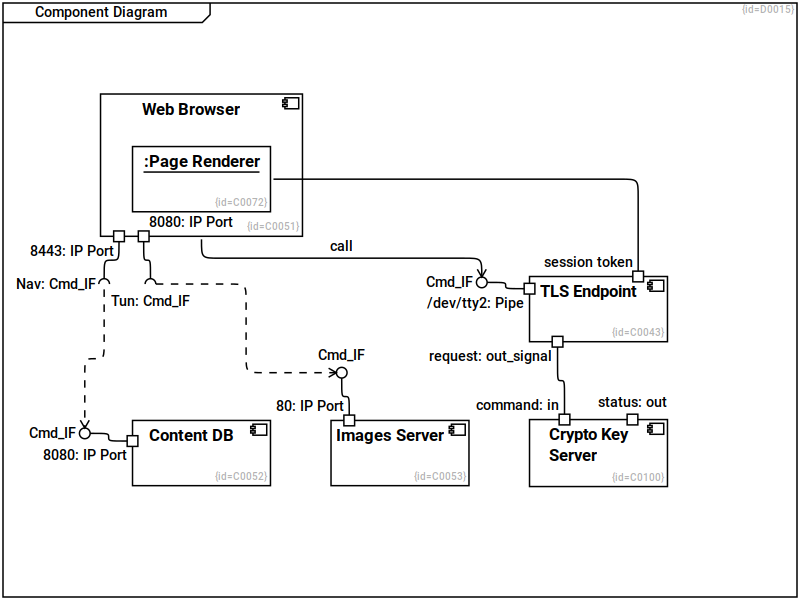 Component Diagram
{id=D0015}
Web Browser
:Page Renderer
{id=C0072}
8080: IP Port
{id=C0051}
8443: IP Port
call
session token
Nav: Cmd_IF
Tun: Cmd_IF
Cmd_IF
/dev/tty2: Pipe
TLS Endpoint
{id=C0043}
Cmd_IF
request: out_signal
80: IP Port
command: in
status: out
Cmd_IF
8080: IP Port
Content DB
{id=C0052}
Images Server
{id=C0053}
Crypto Key
Server
{id=C0100}